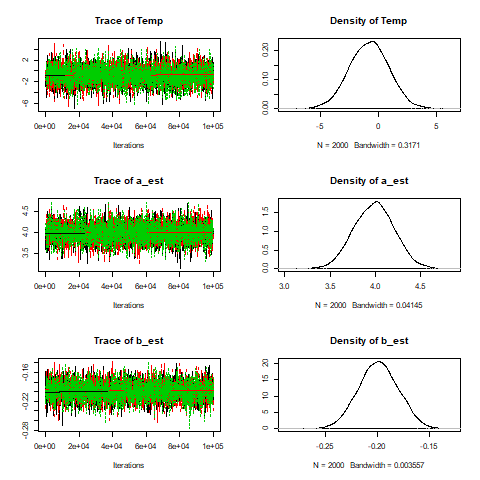 Trace of Temp
2
-2
-6
0e+00 2e+04 4e+04 6e+04 8e+04 1e+05
Iterations
Density of Temp
0.20
0.10
0.00
-5 0 5
N = 2000 Bandwidth = 0.3171
Trace of a_est
4.5
4.0
3.5
0e+00 2e+04 4e+04 6e+04 8e+04 1e+05
Iterations
Density of a_est
1.5
1.0
0.5
0.0
3.0 3.5 4.0 4.5
N = 2000 Bandwidth = 0.04145
Trace of b_est
-0.16
-0.22
-0.28
0e+00 2e+04 4e+04 6e+04 8e+04 1e+05
Iterations
Density of b_est
20
15
10
5
0
-0.25 -0.20 -0.15
N = 2000 Bandwidth = 0.003557